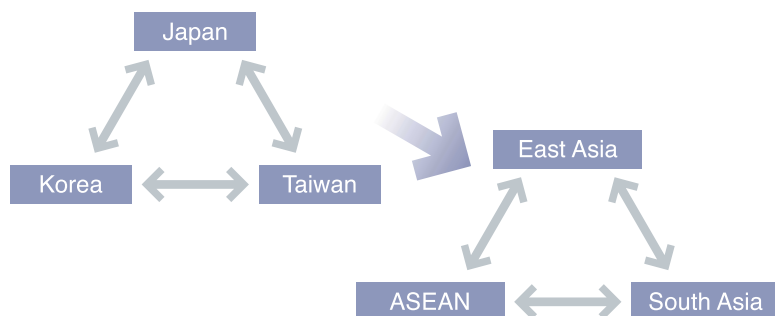 Japan
Korea
Taiwan
East Asia
ASEAN
South Asia